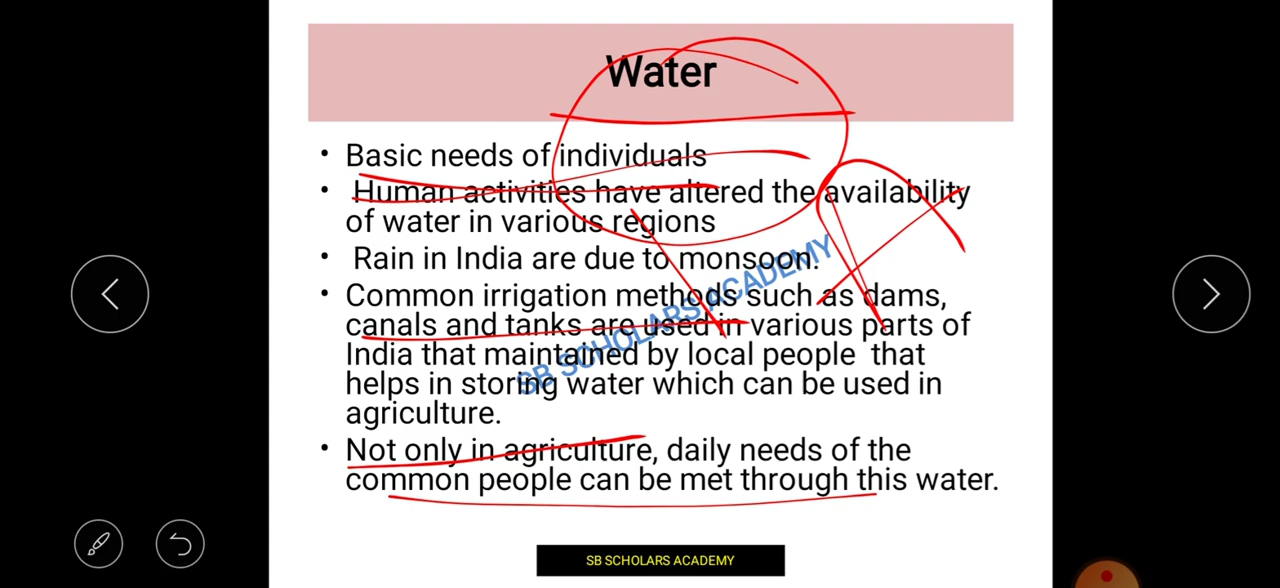 Water
• Basic needs of individuals
• Human activities have altered the availability
of water in various regions
• Rain in India are due to monsoon.
• Common irrigation methods such as dams,
canals and tanks are used in various parts of
India that maintained by local people that
helps in storing water which can be used in
agriculture.
• Not only in agriculture, daily needs of the
common people can be met through this water.
SB SCHOLARS ACADEMY
SB SCHOLARS ACADEMY